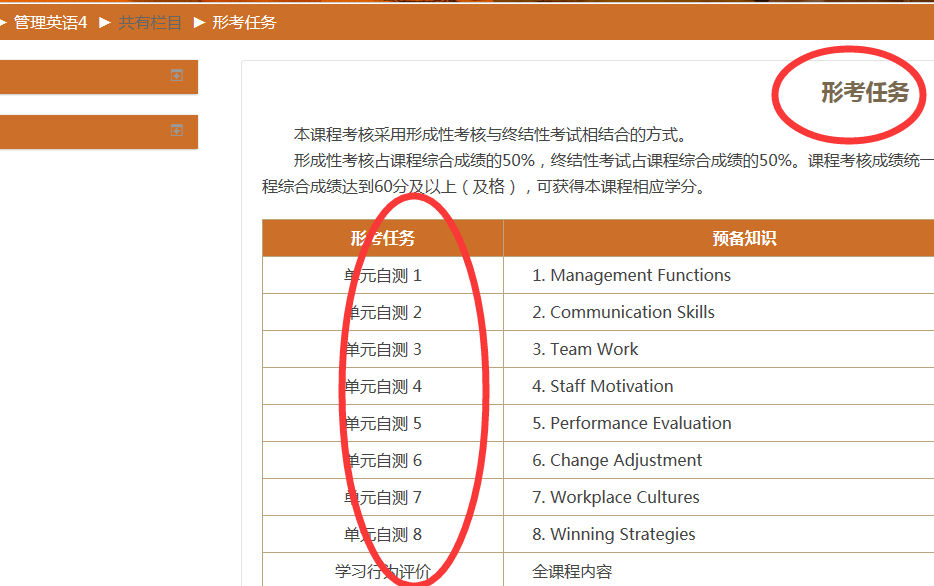 管理英语4 ▶ 共有栏目 ▶ 形考任务
形考任务
本课程考核采用形成性考核与终结性考试相结合的方式。
形成性考核占课程综合成绩的50%，终结性考试占课程综合成绩的50%。课程考核成绩统一
程综合成绩达到60分及以上（及格），可获得本课程相应学分。
形考任务 预备知识
单元自测 1 1. Management Functions
单元自测 2 2. Communication Skills
单元自测 3 3. Team Work
单元自测 4 4. Staff Motivation
单元自测 5 5. Performance Evaluation
单元自测 6 6. Change Adjustment
单元自测 7 7. Workplace Cultures
单元自测 8 8. Winning Strategies
学习行为评价 全课程内容